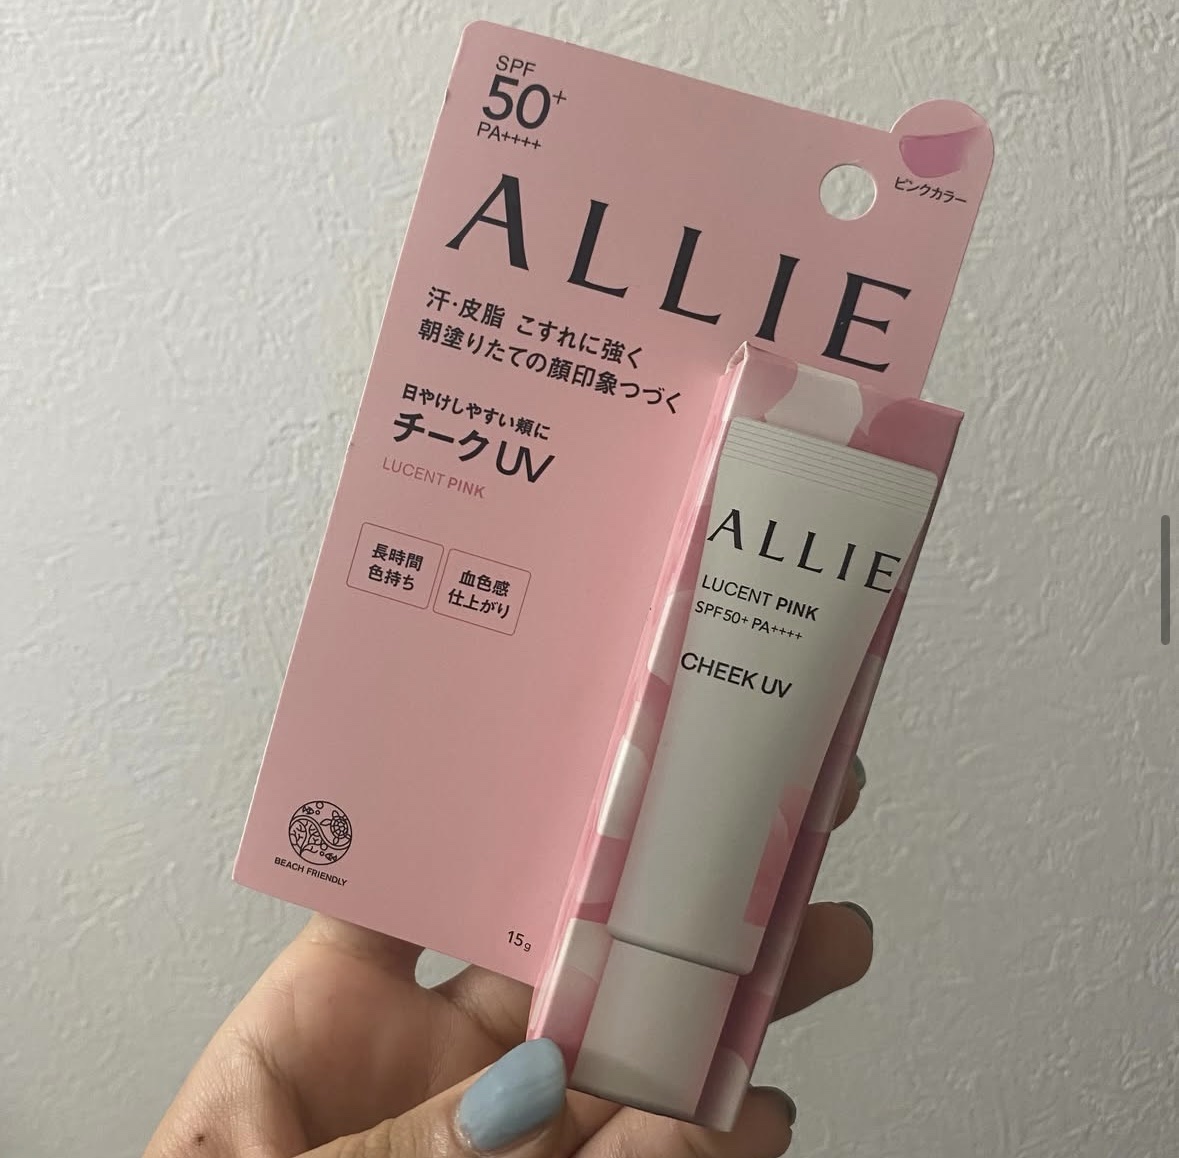 SPF
50+
PA++++
ピンクカラー
ALLIE
汗・皮脂 こすれに強く
朝塗りたての顔印象つづく
日やけしやすい頬に
チークUV
LUCENT PINK
長時間
色持ち
血色感
仕上がり
BEACH FRIENDLY
15g
ALLIE
LUCENT PINK
SPF50+ PA++++
CHEEK UV